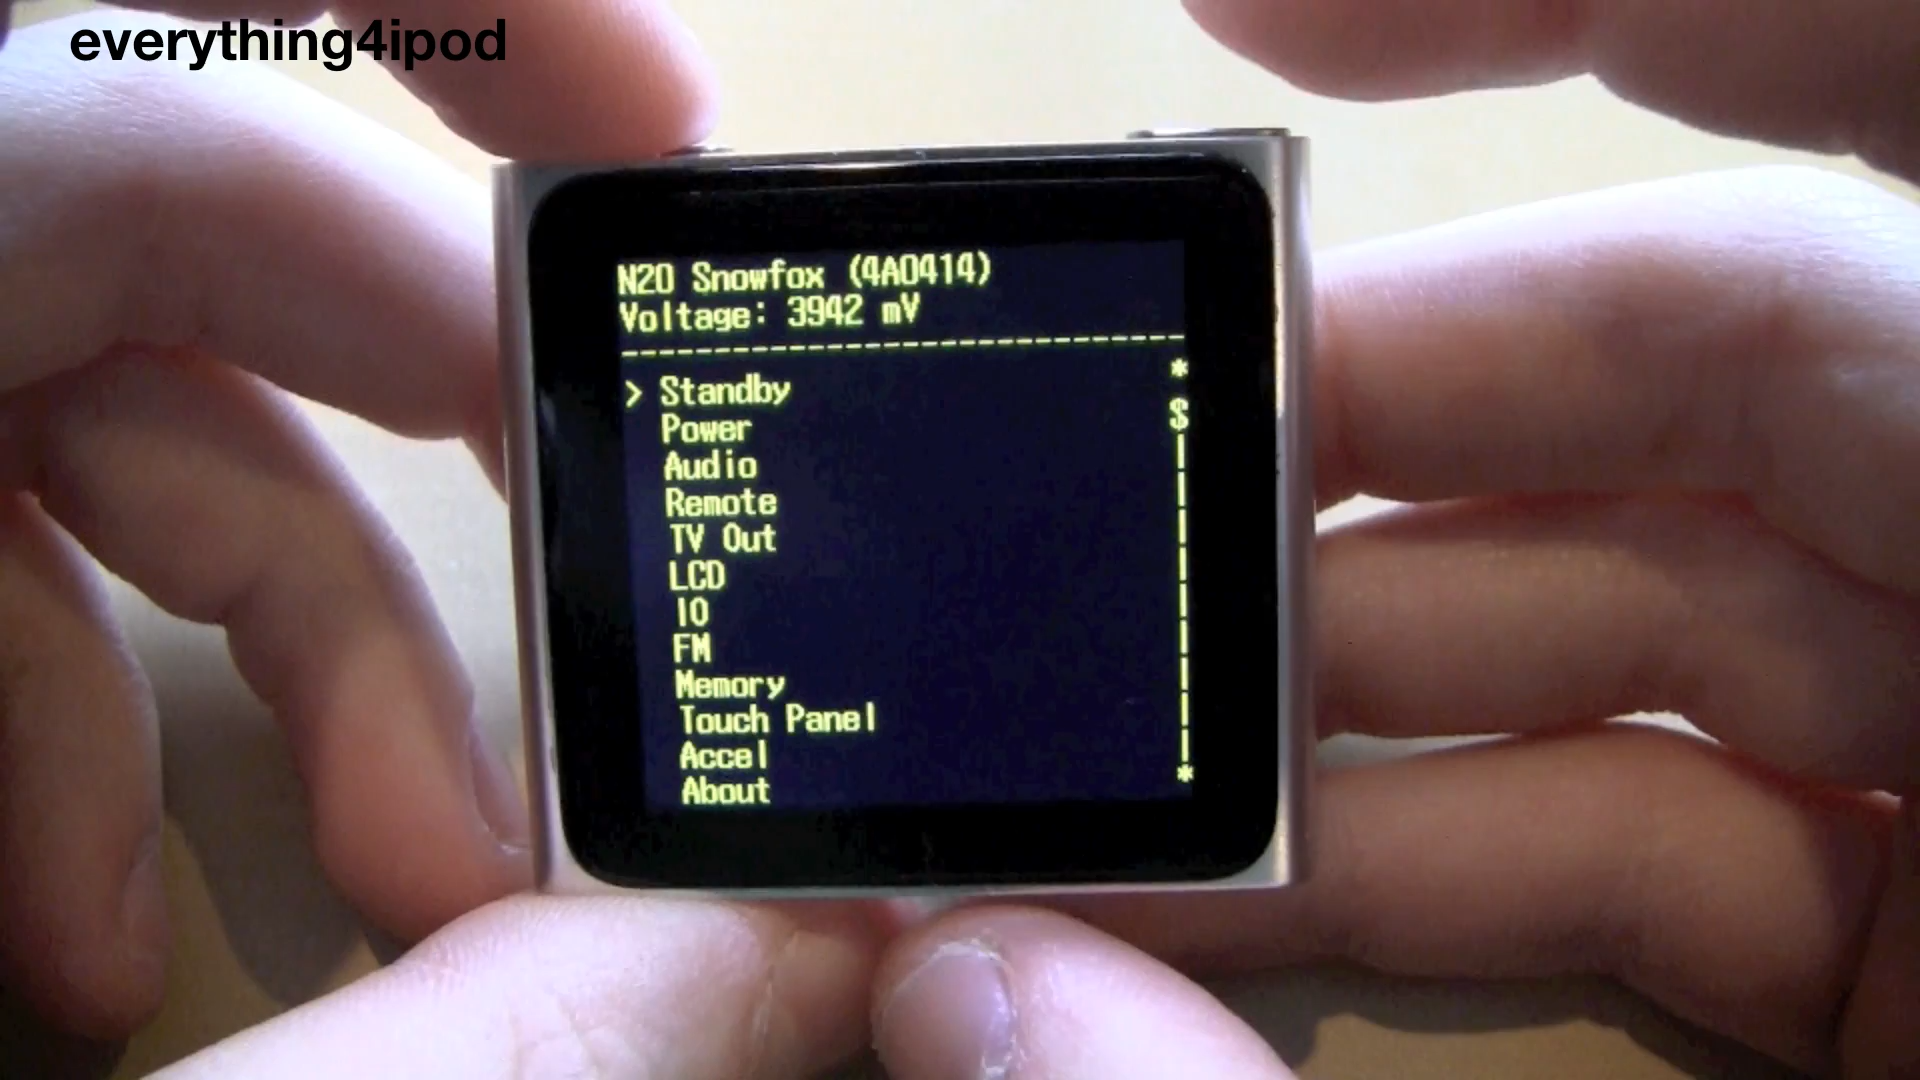 everything4ipod
N20 Snowfox (4A0414)
Voltage: 3942 mV
------------------------------
> Standby
Power
Audio
Remote
TV Out
LCD
IO
FM
Memory
Touch Panel
Accel
About